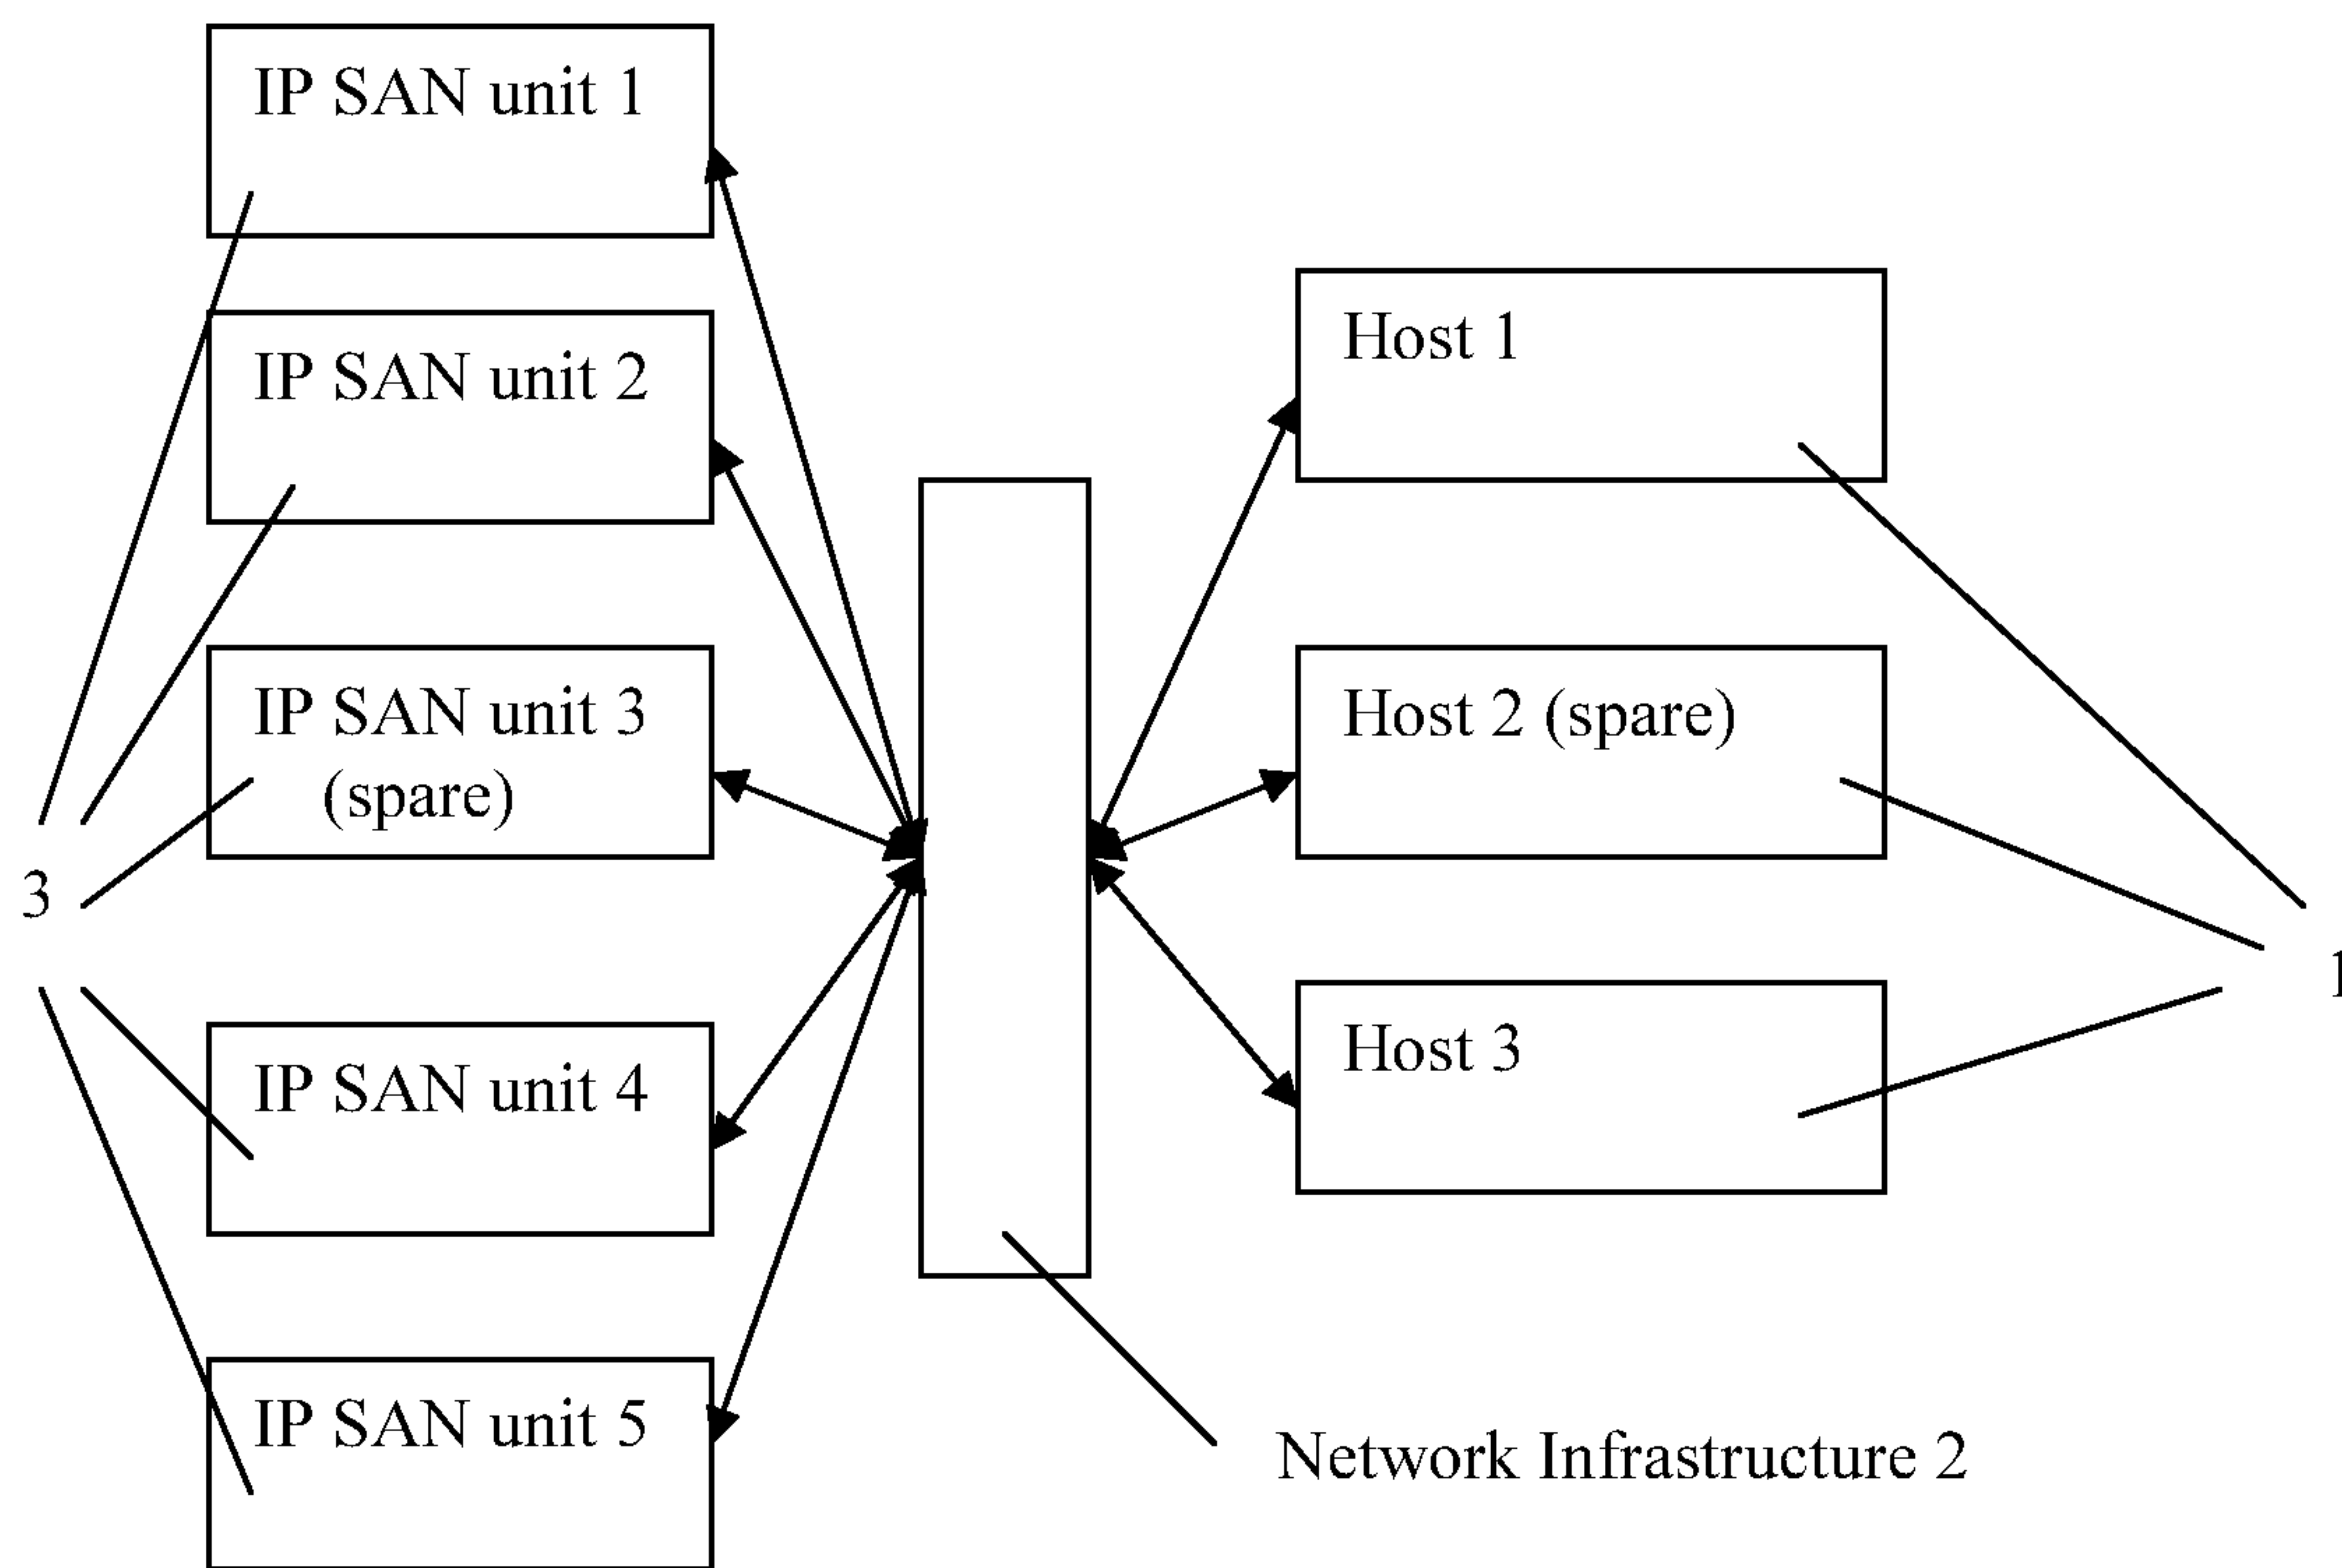 IP SAN unit 1
IP SAN unit 2
IP SAN unit 3
(spare)
3
IP SAN unit 4
IP SAN unit 5
Host 1
Host 2 (spare)
Host 3
1
Network Infrastructure 2